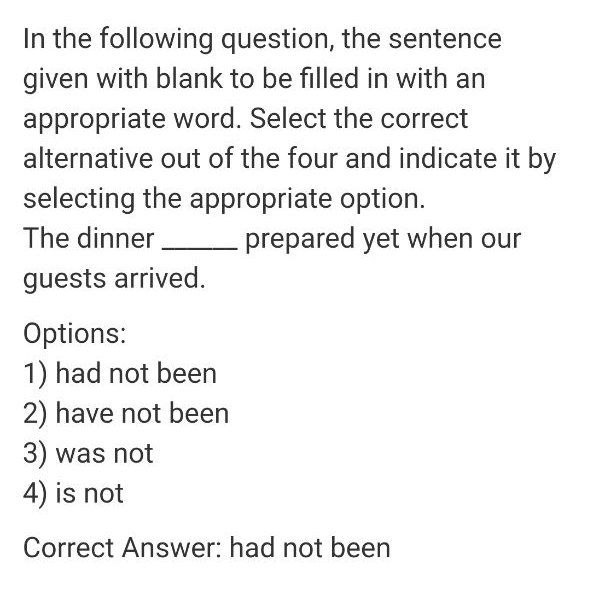 In the following question, the sentence
given with blank to be filled in with an
appropriate word. Select the correct
alternative out of the four and indicate it by
selecting the appropriate option.
The dinner ______ prepared yet when our
guests arrived.
Options:
1) had not been
2) have not been
3) was not
4) is not
Correct Answer: had not been